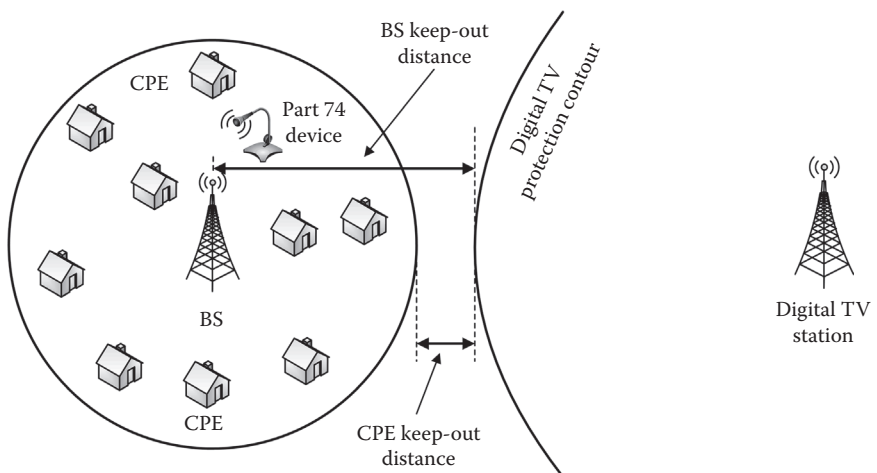 BS keep-out
distance
CPE
Part 74
device
Digital TV
protection contour
BS
Digital TV
station
CPE
CPE keep-out
distance